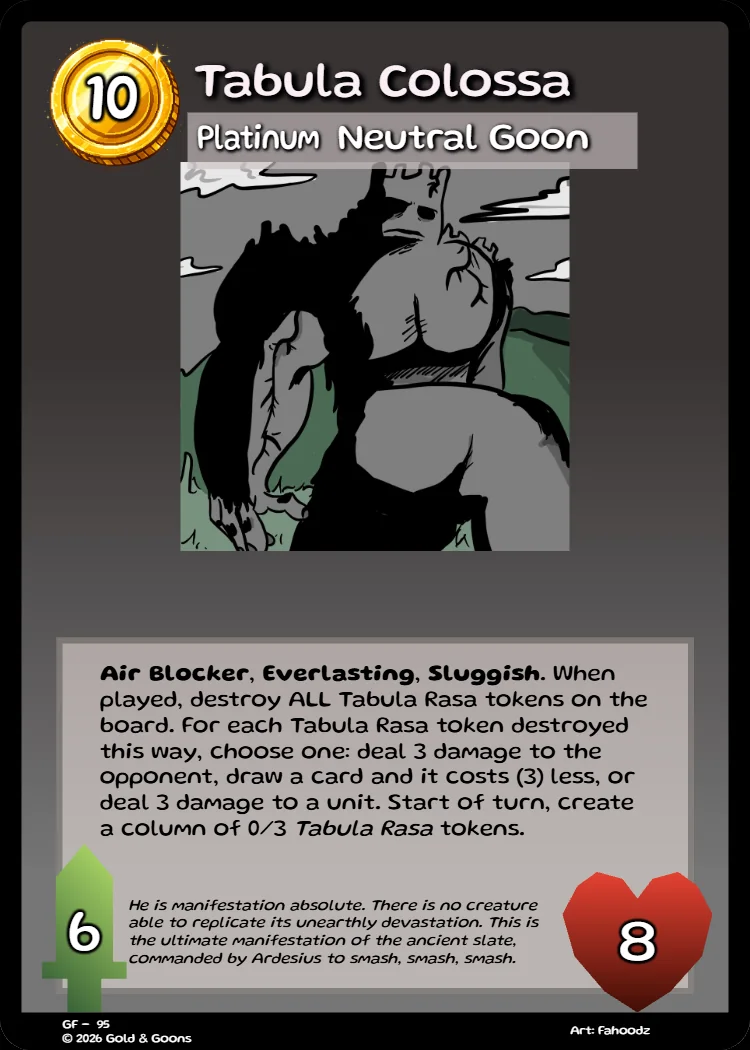 10
Tabula Colossa
Platinum Neutral Goon
Air Blocker, Everlasting, Sluggish. When
played, destroy ALL Tabula Rasa tokens on the
board. For each Tabula Rasa token destroyed
this way, choose one: deal 3 damage to the
opponent, draw a card and it costs (3) less, or
deal 3 damage to a unit. Start of turn, create
a column of 0/3 Tabula Rasa tokens.
He is manifestation absolute. There is no creature
able to replicate its unearthly devastation. This is
the ultimate manifestation of the ancient slate,
commanded by Ardesius to smash, smash, smash.
6
8
GF - 95
© 2026 Gold & Goons
Art: Fahoodz